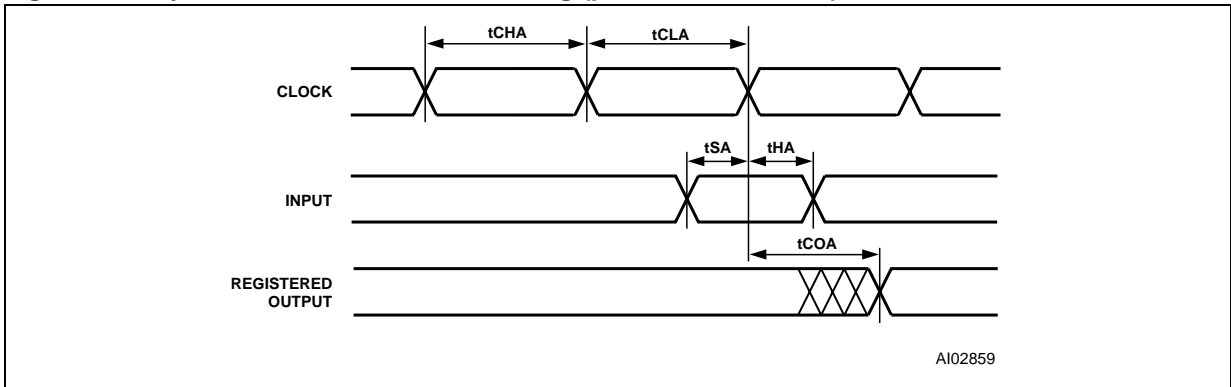 tCHA tCLA
CLOCK
tSA tHA
INPUT
tCOA
REGISTERED
OUTPUT
AI02859